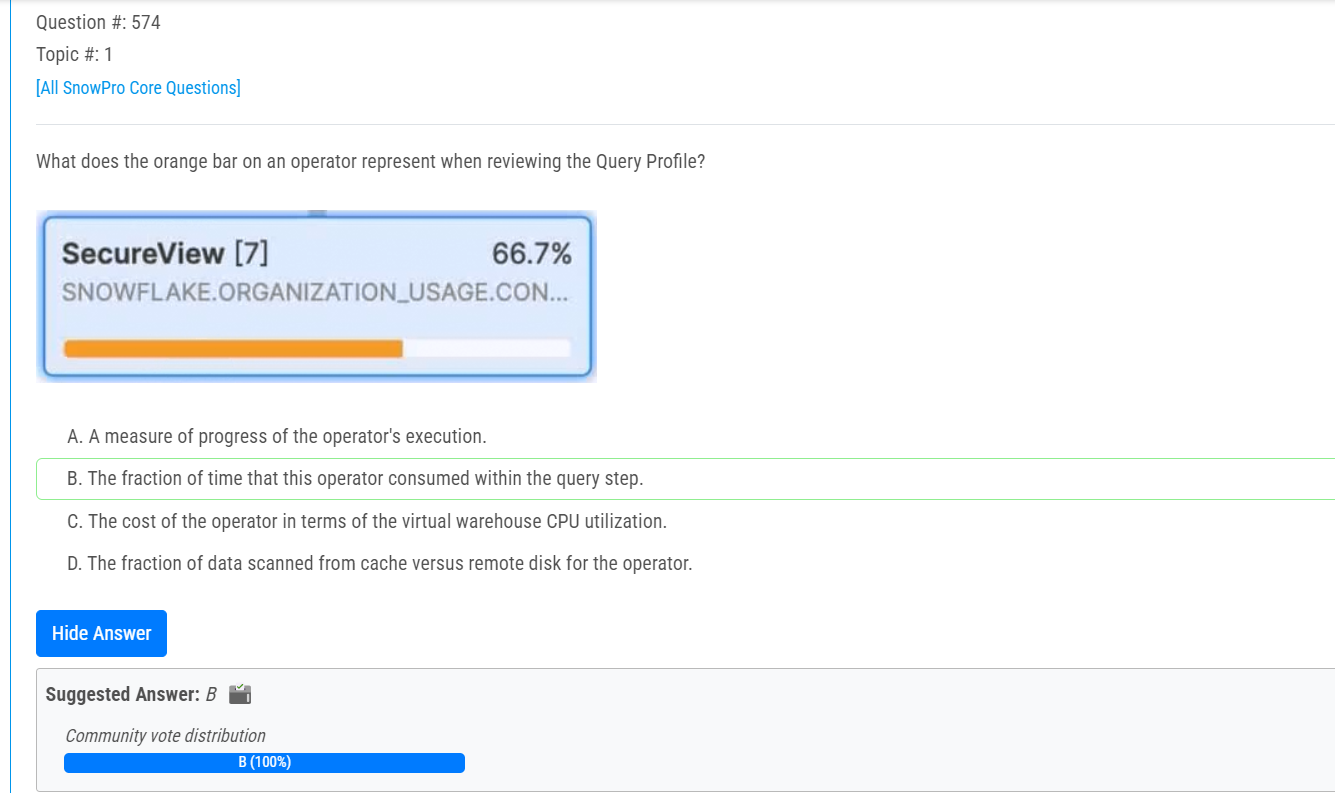 Question #: 574
Topic #: 1
[All SnowPro Core Questions]
What does the orange bar on an operator represent when reviewing the Query Profile?
SecureView [7] 66.7%
SNOWFLAKE.ORGANIZATION_USAGE.CON...
A. A measure of progress of the operator's execution.
B. The fraction of time that this operator consumed within the query step.
C. The cost of the operator in terms of the virtual warehouse CPU utilization.
D. The fraction of data scanned from cache versus remote disk for the operator.
Hide Answer
Suggested Answer: B
Community vote distribution
B (100%)